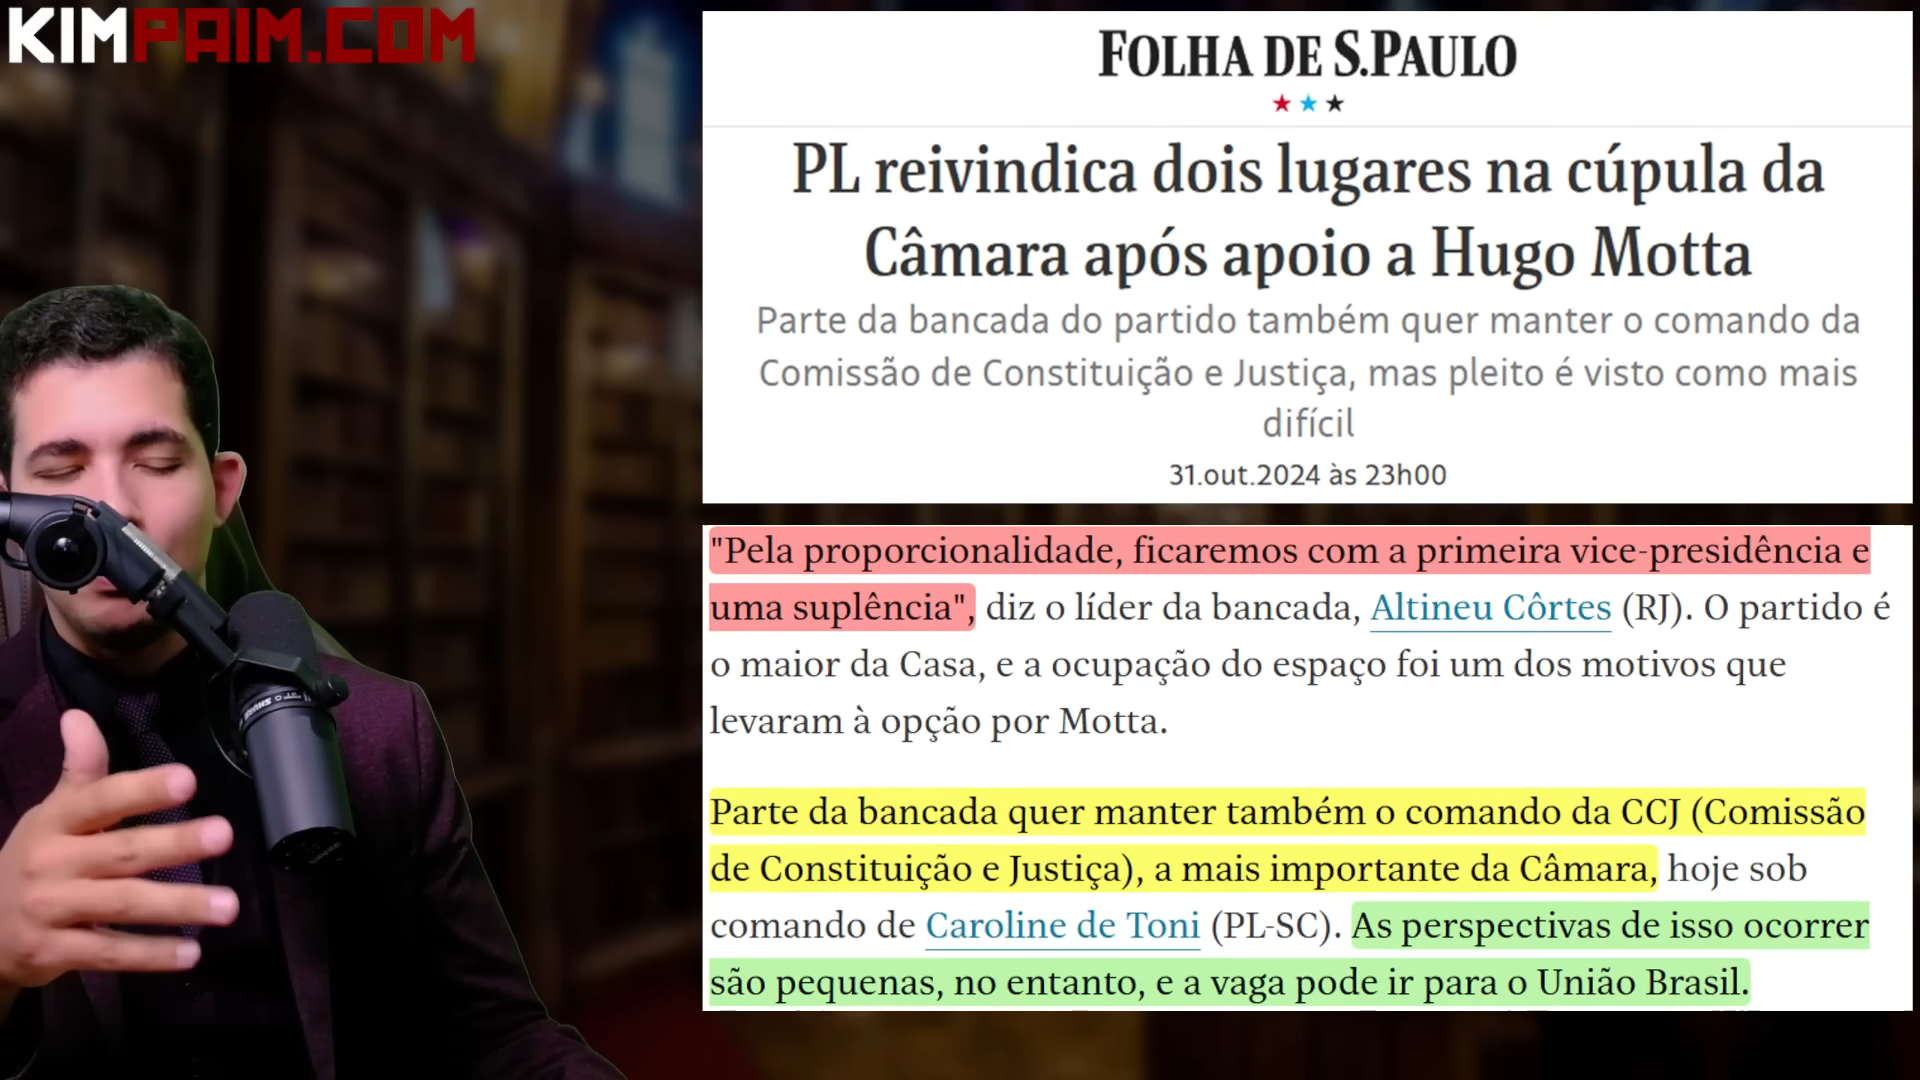 KIMPAIM.COM
FOLHA DE S.PAULO
PL reivindica dois lugares na cúpula da
Câmara após apoio a Hugo Motta
Parte da bancada do partido também quer manter o comando da
Comissão de Constituição e Justiça, mas pleito é visto como mais
difícil
31.out.2024 às 23h00
"Pela proporcionalidade, ficaremos com a primeira vice-presidência e
uma suplência", diz o líder da bancada, Altineu Côrtes (RJ). O partido é
o maior da Casa, e a ocupação do espaço foi um dos motivos que
levaram à opção por Motta.
Parte da bancada quer manter também o comando da CCJ (Comissão
de Constituição e Justiça), a mais importante da Câmara, hoje sob
comando de Caroline de Toni (PL-SC). As perspectivas de isso ocorrer
são pequenas, no entanto, e a vaga pode ir para o União Brasil.
SHURE